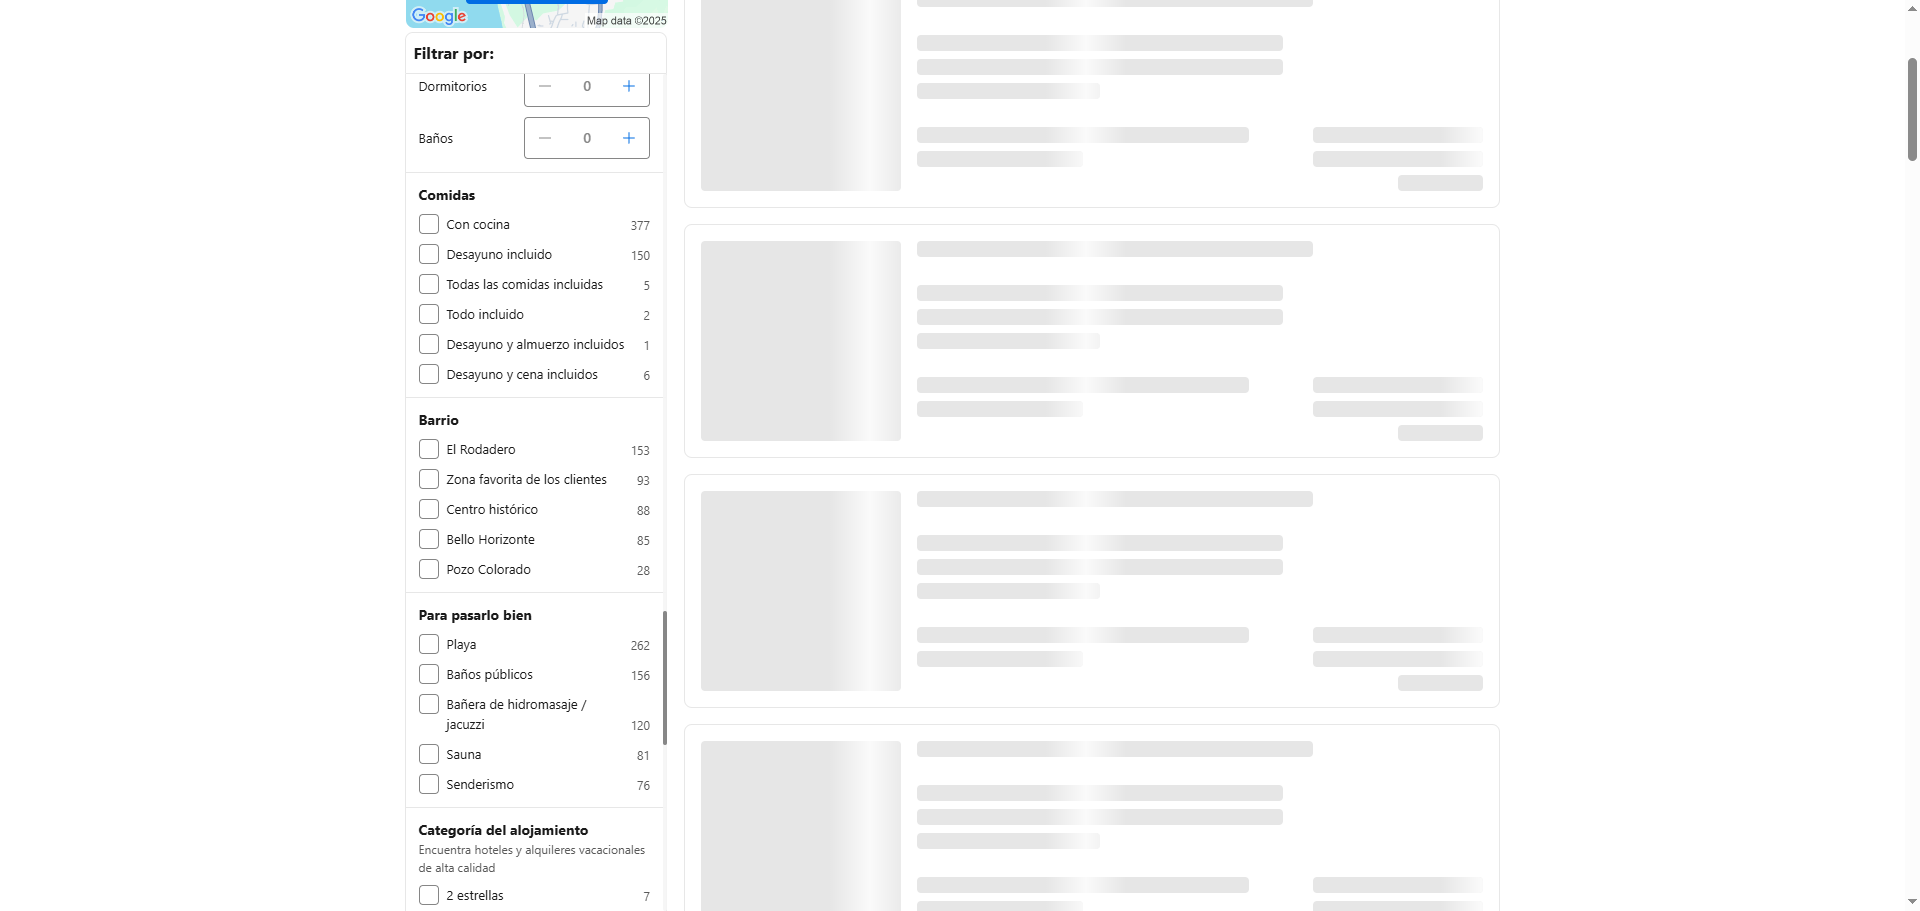 Google
Map data ©2025
Filtrar por:
Dormitorios
0
Baños
0
Comidas
Con cocina 377
Desayuno incluido 150
Todas las comidas incluidas 5
Todo incluido 2
Desayuno y almuerzo incluidos 1
Desayuno y cena incluidos 6
Barrio
El Rodadero 153
Zona favorita de los clientes 93
Centro histórico 88
Bello Horizonte 85
Pozo Colorado 28
Para pasarlo bien
Playa 262
Baños públicos 156
Bañera de hidromasaje /
jacuzzi 120
Sauna 81
Senderismo 76
Categoría del alojamiento
Encuentra hoteles y alquileres vacacionales
de alta calidad
2 estrellas 7